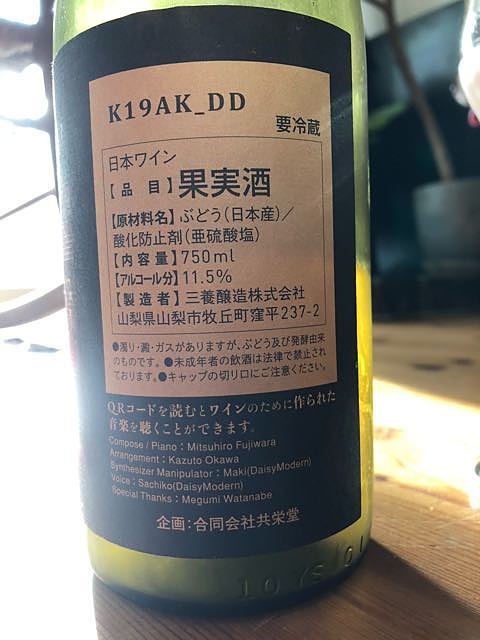 K19AK_DD
要冷蔵
日本ワイン
【品 目】果実酒
【原材料名】ぶどう(日本産)/
酸化防止剤(亜硫酸塩)
【内 容 量】750ml
【アルコール分】11.5%
【製 造 者】三養醸造株式会社
山梨県山梨市牧丘町窪平237-2
●濁り・澱・ガスがありますが、ぶどう及び発酵由来
のものです。●未成年者の飲酒は法律で禁止され
ております。●キャップの切り口にご注意ください。
QRコードを読むとワインのために作られた
音楽を聴くことができます。
Compose / Piano : Mitsuhiro Fujiwara
Arrangement : Kazuto Okawa
Synthesizer Manipulator : Maki(DaisyModern)
Voice : Sachiko(DaisyModern)
Special Thanks : Megumi Watanabe
企画:合同会社共栄堂